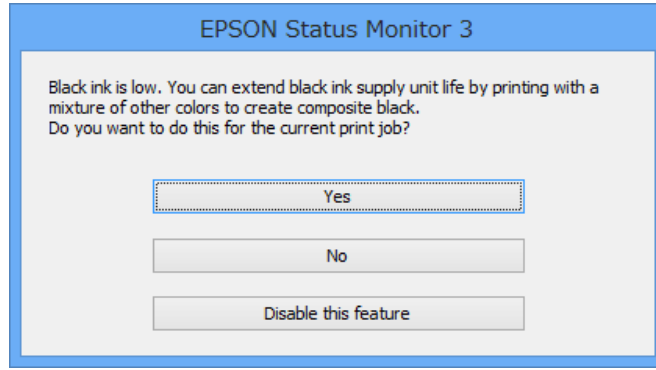 EPSON Status Monitor 3
Black ink is low. You can extend black ink supply unit life by printing with a
mixture of other colors to create composite black.
Do you want to do this for the current print job?
Yes
No
Disable this feature